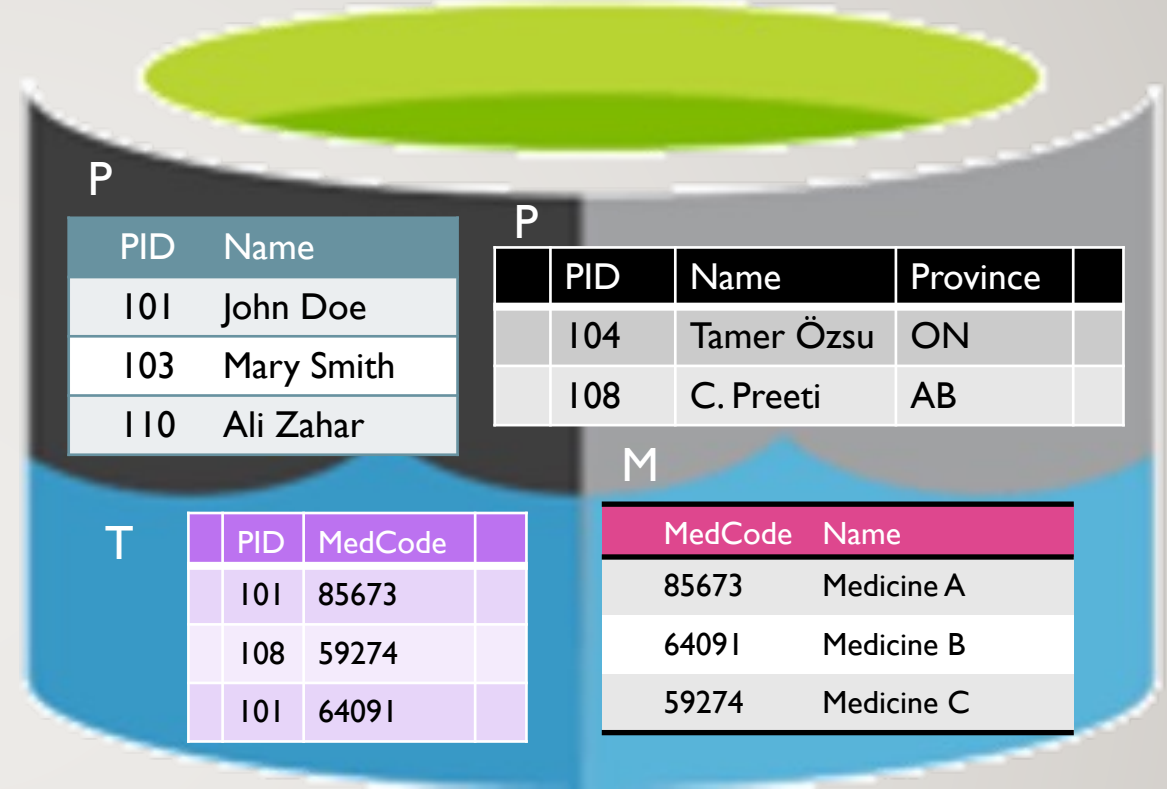 P
PID Name
101 John Doe
103 Mary Smith
110 Ali Zahar
P
PID Name Province
104 Tamer Özsu ON
108 C. Preeti AB
T
PID MedCode
101 85673
108 59274
101 64091
M
MedCode Name
85673 Medicine A
64091 Medicine B
59274 Medicine C